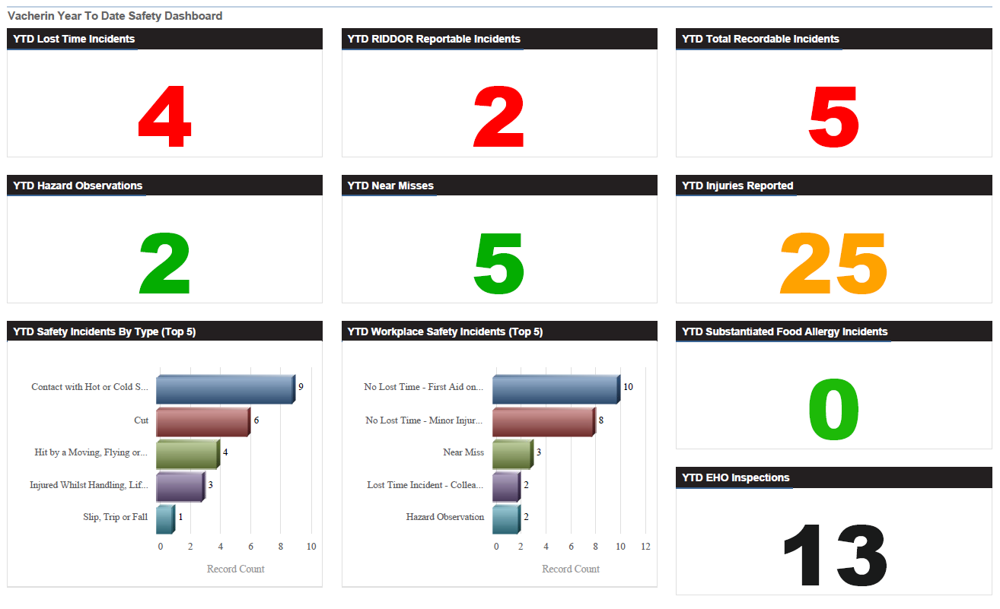 Vacherin Year To Date Safety Dashboard
YTD Lost Time Incidents
4
YTD RIDDOR Reportable Incidents
2
YTD Total Recordable Incidents
5
YTD Hazard Observations
2
YTD Near Misses
5
YTD Injuries Reported
25
YTD Safety Incidents By Type (Top 5)
Contact with Hot or Cold S... 9
Cut 6
Hit by a Moving, Flying or... 4
Injured Whilst Handling, Lif... 3
Slip, Trip or Fall 1
0 2 4 6 8 10
Record Count
YTD Workplace Safety Incidents (Top 5)
No Lost Time - First Aid on... 10
No Lost Time - Minor Injur... 8
Near Miss 3
Lost Time Incident - Collea... 2
Hazard Observation 2
0 2 4 6 8 10 12
Record Count
YTD Substantiated Food Allergy Incidents
0
YTD EHO Inspections
13